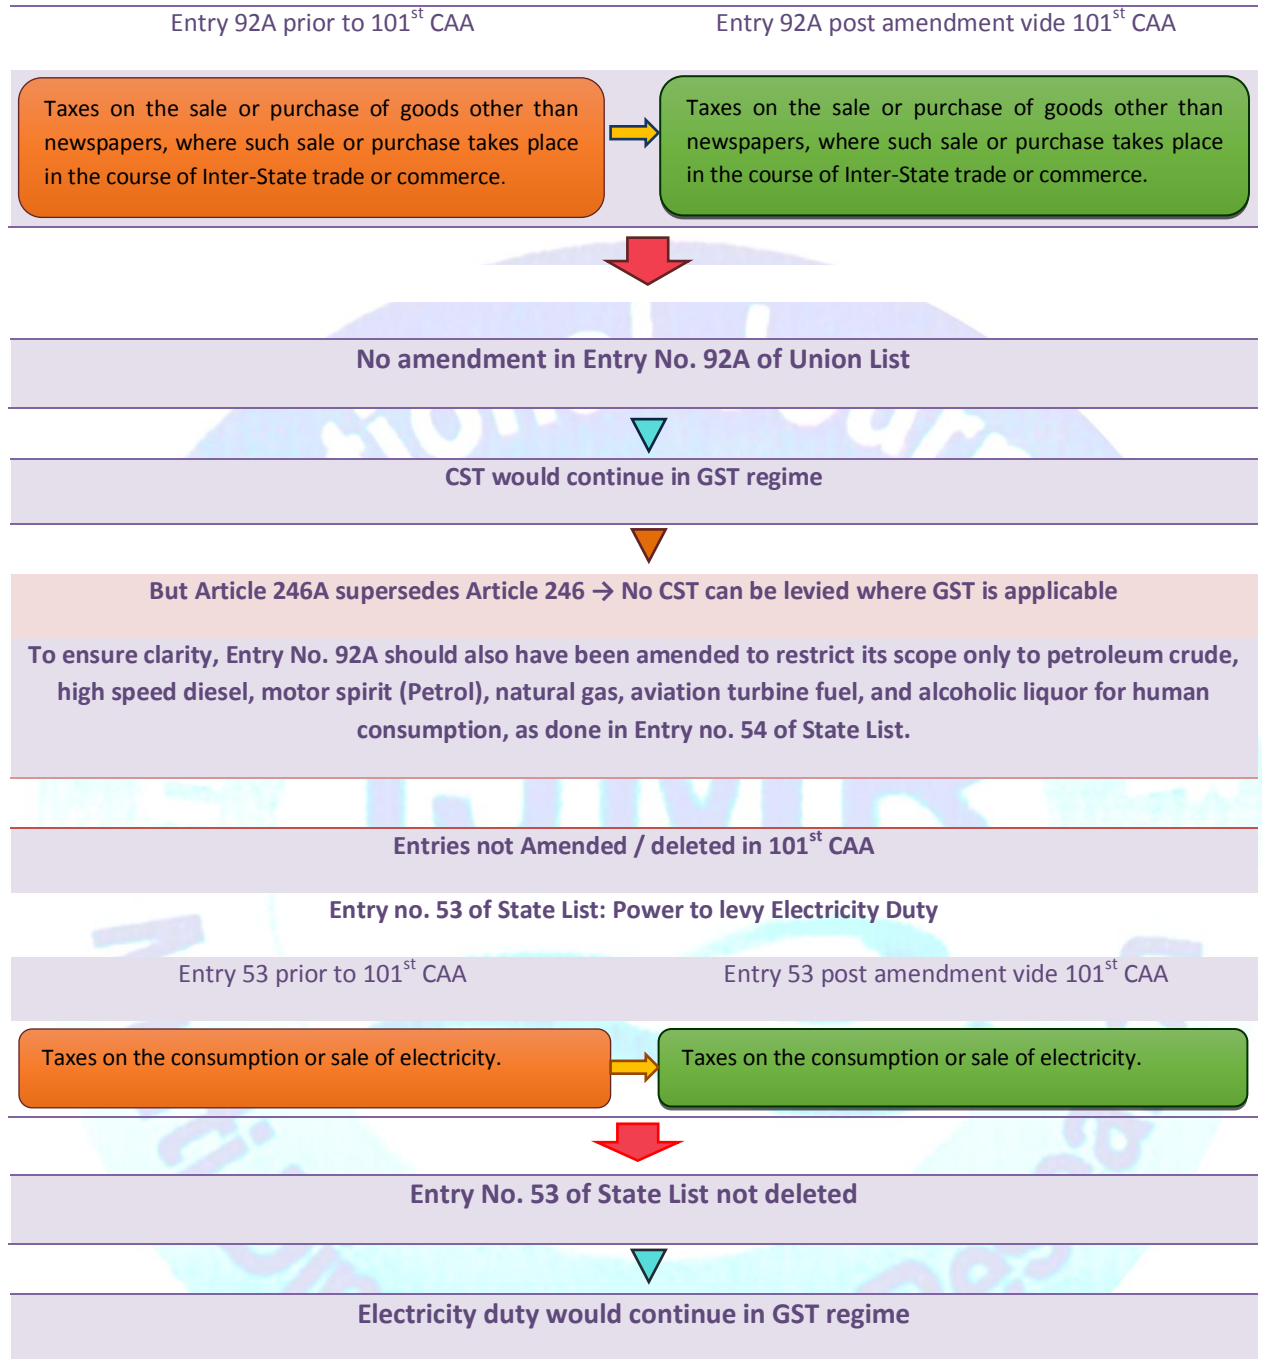 Entry 92A prior to 101st CAA
Entry 92A post amendment vide 101st CAA
Taxes on the sale or purchase of goods other than
newspapers, where such sale or purchase takes place
in the course of Inter-State trade or commerce.
Taxes on the sale or purchase of goods other than
newspapers, where such sale or purchase takes place
in the course of Inter-State trade or commerce.
No amendment in Entry No. 92A of Union List
CST would continue in GST regime
But Article 246A supersedes Article 246 → No CST can be levied where GST is applicable
To ensure clarity, Entry No. 92A should also have been amended to restrict its scope only to petroleum crude,
high speed diesel, motor spirit (Petrol), natural gas, aviation turbine fuel, and alcoholic liquor for human
consumption, as done in Entry no. 54 of State List.
Entries not Amended / deleted in 101st CAA
Entry no. 53 of State List: Power to levy Electricity Duty
Entry 53 prior to 101st CAA
Entry 53 post amendment vide 101st CAA
Taxes on the consumption or sale of electricity.
Taxes on the consumption or sale of electricity.
Entry No. 53 of State List not deleted
Electricity duty would continue in GST regime